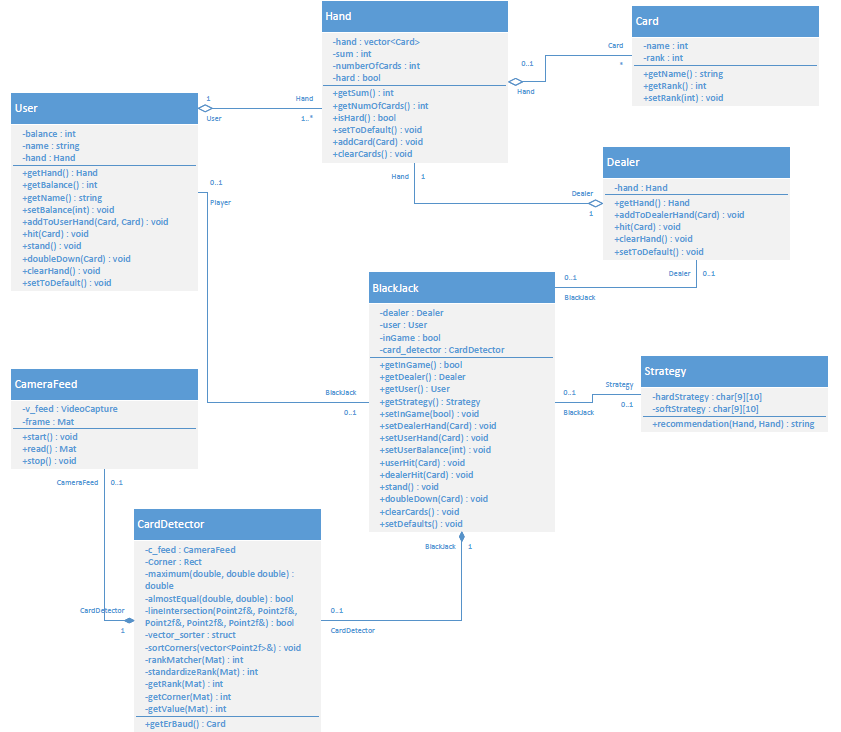 Hand
-hand : vector<Card>
-sum : int
-numberOfCards : int
-hard : bool
+getSum() : int
+getNumOfCards() : int
+isHard() : bool
+setToDefault() : void
+addCard(Card) : void
+clearCards() : void
Card
-name : int
-rank : int
+getName() : string
+getRank() : int
+setRank(int) : void
Card
*
0..1
Hand
User
-balance : int
-name : string
-hand : Hand
+getHand() : Hand
+getBalance() : int
+getName() : string
+setBalance(int) : void
+addToUserHand(Card, Card) : void
+hit(Card) : void
+stand() : void
+doubleDown(Card) : void
+clearHand() : void
+setToDefault() : void
1
User
Hand
1..*
0..1
Player
Hand
1
Dealer
1
Dealer
-hand : Hand
+getHand() : Hand
+addToDealerHand(Card) : void
+hit(Card) : void
+clearHand() : void
+setToDefault() : void
Dealer
0..1
0..1
BlackJack
BlackJack
-dealer : Dealer
-user : User
-inGame : bool
-card_detector : CardDetector
+getInGame() : bool
+getDealer() : Dealer
+getUser() : User
+getStrategy() : Strategy
+setInGame(bool) : void
+setDealerHand(Card) : void
+setUserHand(Card) : void
+setUserBalance(int) : void
+userHit(Card) : void
+dealerHit(Card) : void
+stand() : void
+doubleDown(Card) : void
+clearCards() : void
+setDefaults() : void
BlackJack
0..1
0..1
BlackJack
Strategy
0..1
Strategy
-hardStrategy : char[9][10]
-softStrategy : char[9][10]
+recommendation(Hand, Hand) : string
CameraFeed
-v_feed : VideoCapture
-frame : Mat
+start() : void
+read() : Mat
+stop() : void
CameraFeed
0..1
CardDetector
1
BlackJack
1
0..1
CardDetector
CardDetector
-c_feed : CameraFeed
-Corner : Rect
-maximum(double, double double) :
double
-almostEqual(double, double) : bool
-lineIntersection(Point2f&, Point2f&,
Point2f&, Point2f&, Point2f&) : bool
-vector_sorter : struct
-sortCorners(vector<Point2f>&) : void
-rankMatcher(Mat) : int
-standardizeRank(Mat) : int
-getRank(Mat) : int
-getCorner(Mat) : int
-getValue(Mat) : int
+getErBaud() : Card